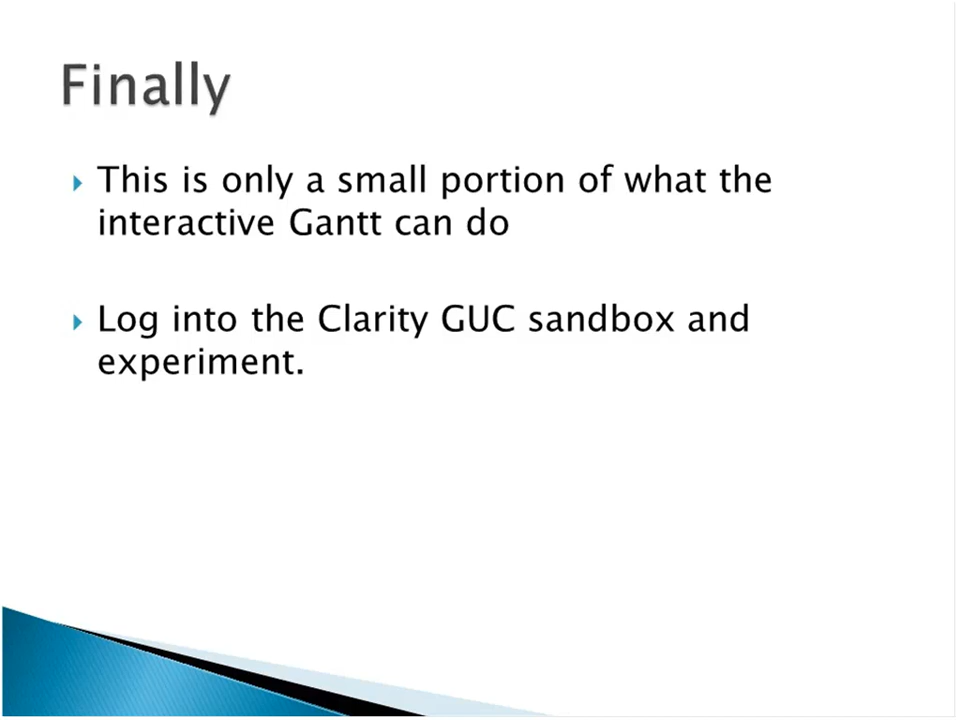 Finally
This is only a small portion of what the
interactive Gantt can do
Log into the Clarity GUC sandbox and
experiment.